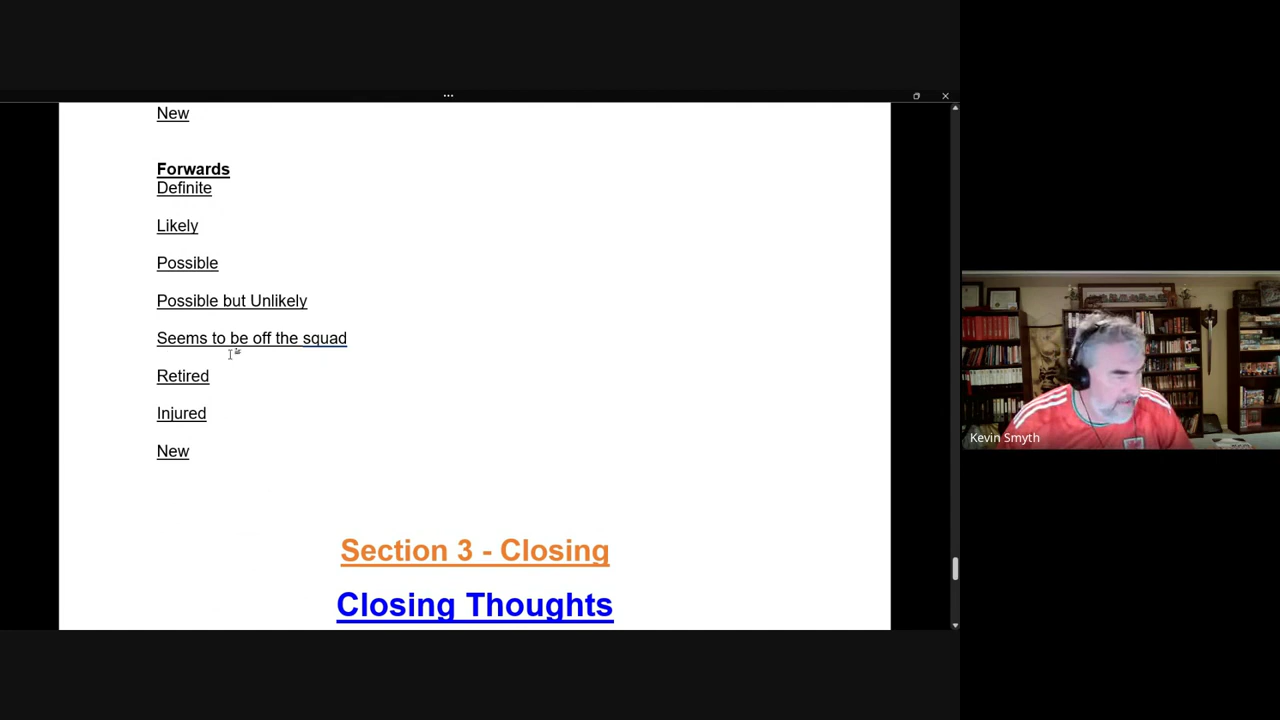 New
Forwards
Definite
Likely
Possible
Possible but Unlikely
Seems to be off the squad
Retired
Injured
New
Section 3 - Closing
Closing Thoughts
Kevin Smyth